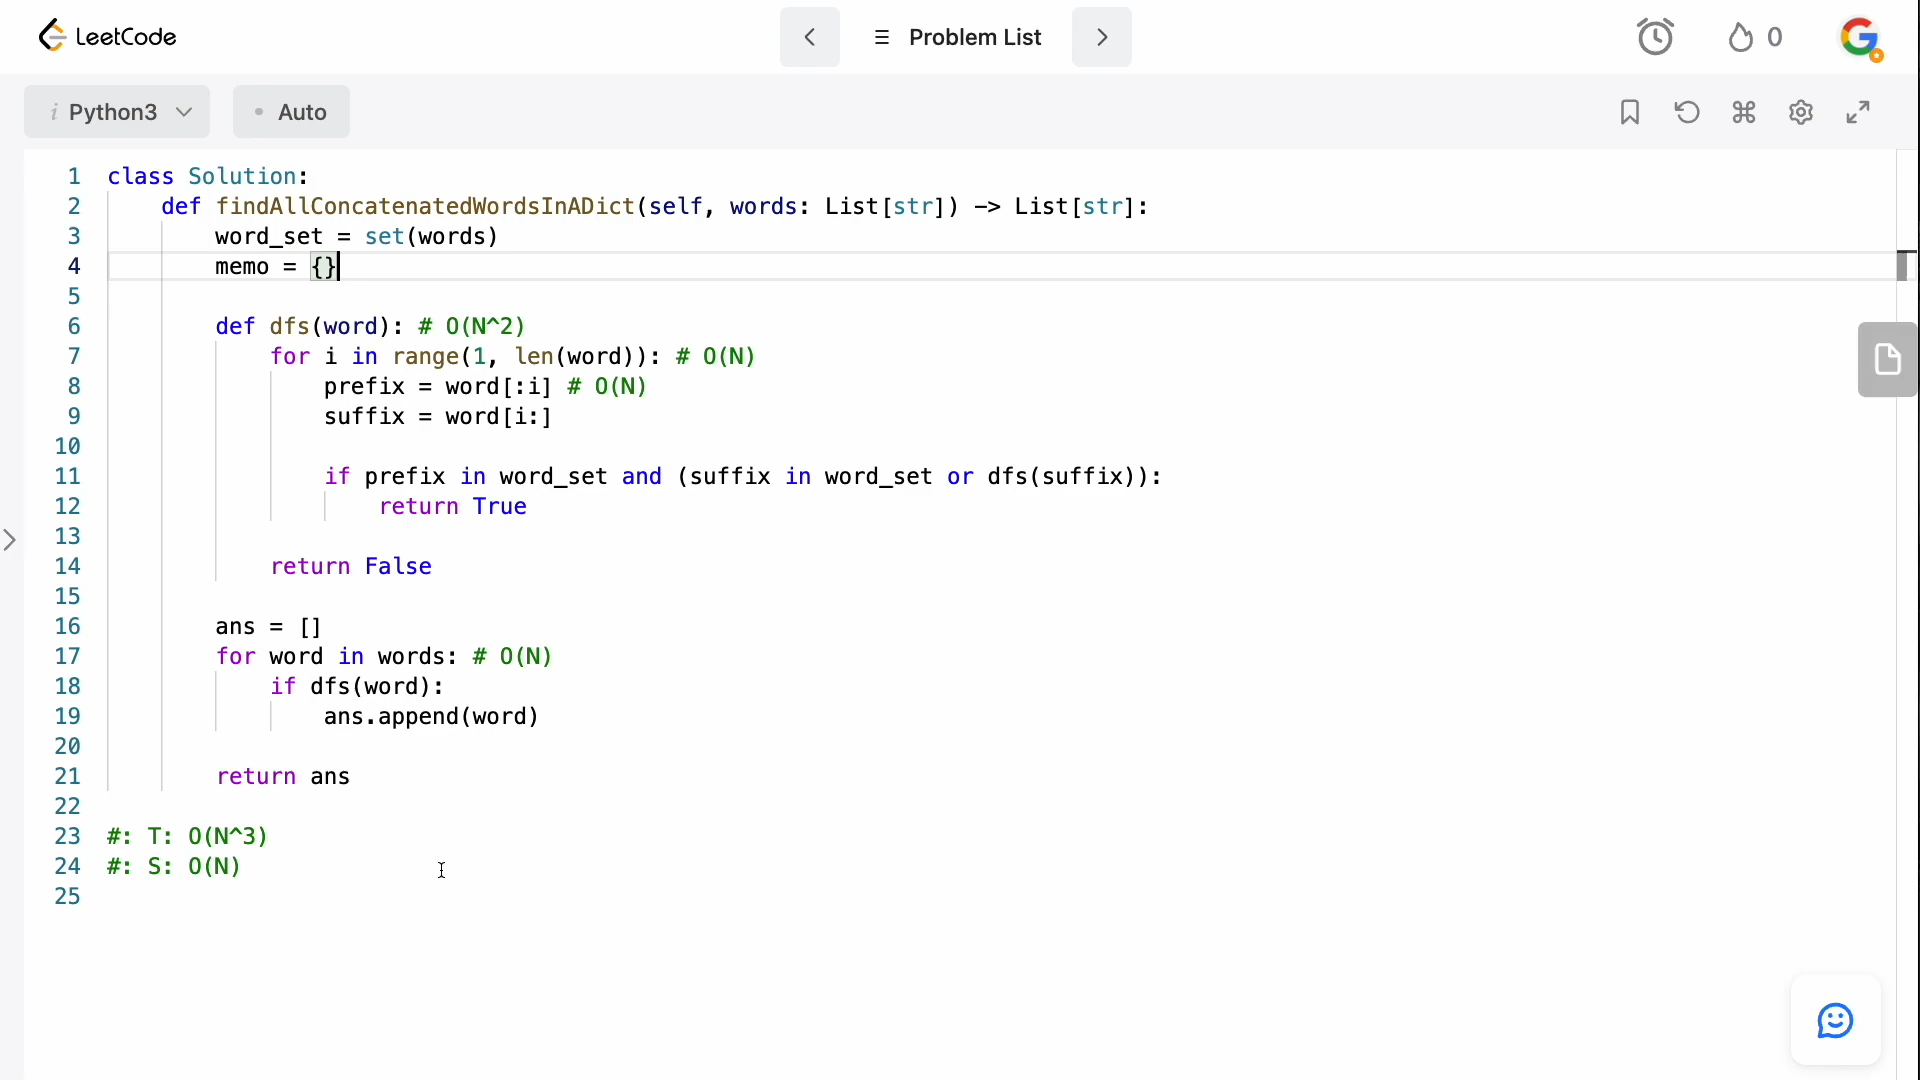 LeetCode
Problem List
0
i Python3
Auto
1 class Solution:
2 def findAllConcatenatedWordsInADict(self, words: List[str]) -> List[str]:
3 word_set = set(words)
4 memo = {}
5
6 def dfs(word): # O(N^2)
7 for i in range(1, len(word)): # O(N)
8 prefix = word[:i] # O(N)
9 suffix = word[i:]
10
11 if prefix in word_set and (suffix in word_set or dfs(suffix)):
12 return True
13
14 return False
15
16 ans = []
17 for word in words: # O(N)
18 if dfs(word):
19 ans.append(word)
20
21 return ans
22
23 #: T: O(N^3)
24 #: S: O(N)
25